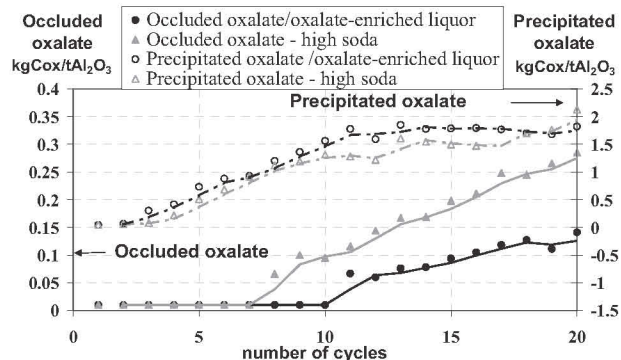 Occluded oxalate kgCox/tAl₂O₃
Occluded oxalate/oxalate-enriched liquor
Occluded oxalate - high soda
Precipitated oxalate /oxalate-enriched liquor
Precipitated oxalate - high soda
Precipitated oxalate kgCox/tAl₂O₃
0.4
0.35
0.3
0.25
0.2
0.15
0.1
0.05
0
Precipitated oxalate
Occluded oxalate
2.5
2
1.5
1
0.5
0
-0.5
-1
-1.5
0 5 10 15 20
number of cycles